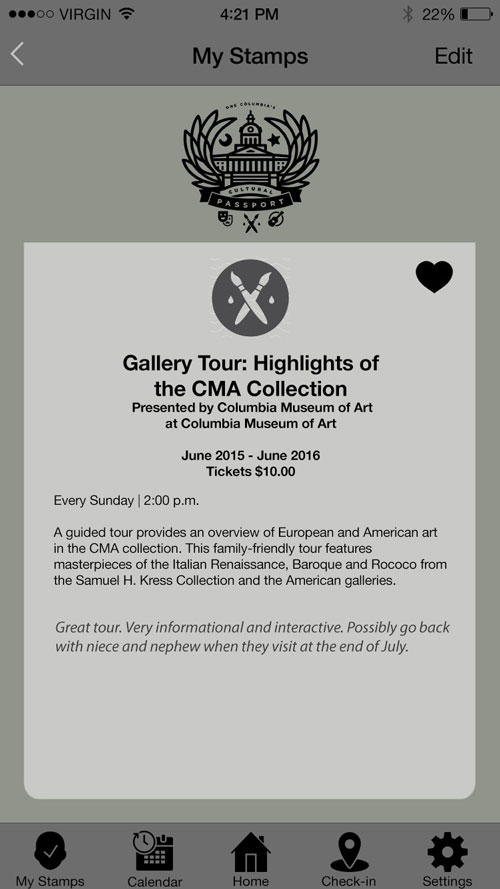 VIRGIN 4:21 PM 22%
My Stamps Edit
ONE COLUMBIA'S
CULTURAL
PASSPORT
Gallery Tour: Highlights of
the CMA Collection
Presented by Columbia Museum of Art
at Columbia Museum of Art
June 2015 - June 2016
Tickets $10.00
Every Sunday | 2:00 p.m.
A guided tour provides an overview of European and American art
in the CMA collection. This family-friendly tour features
masterpieces of the Italian Renaissance, Baroque and Rococo from
the Samuel H. Kress Collection and the American galleries.
Great tour. Very informational and interactive. Possibly go back
with niece and nephew when they visit at the end of July.
My Stamps Calendar Home Check-in Settings